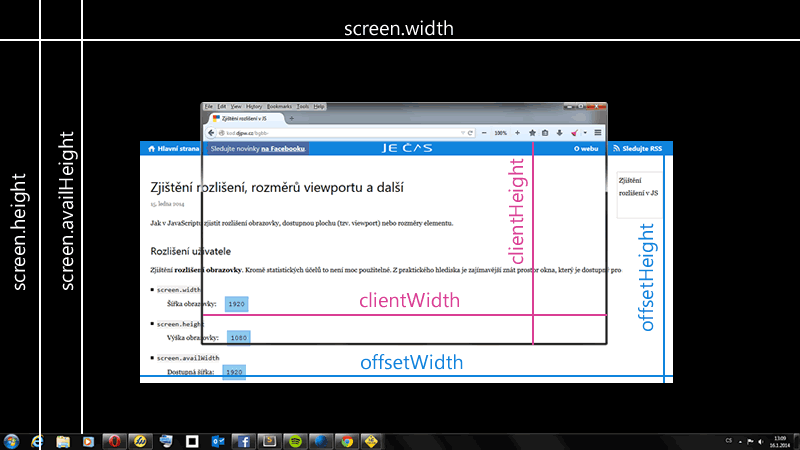 screen.width
screen.height
screen.availHeight
File Edit View History Bookmarks Tools Help
Zjištění rozlišení v JS
kod.djpw.cz/kgbb-
100%
Hlavní strana
Sledujte novinky na Facebooku.
JE ČAS
O webu
Sledujte RSS
Zjištění rozlišení, rozměrů viewportu a další
15. ledna 2014
Zjištění
rozlišení v JS
Jak v JavaScriptu zjistit rozlišení obrazovky, dostupnou plochu (tzv. viewport) nebo rozměry elementu.
clientHeight
offsetHeight
Rozlišení uživatele
Zjištění rozlišení obrazovky. Kromě statistických účelů to není moc použitelné. Z praktického hlediska je zajímavější znát prostor okna, který je dostupný pro
screen.width
clientWidth
Šířka obrazovky: 1920
screen.height
Výška obrazovky: 1080
screen.availWidth
offsetWidth
Dostupná šířka: 1920
CS
13:09
16.1.2014